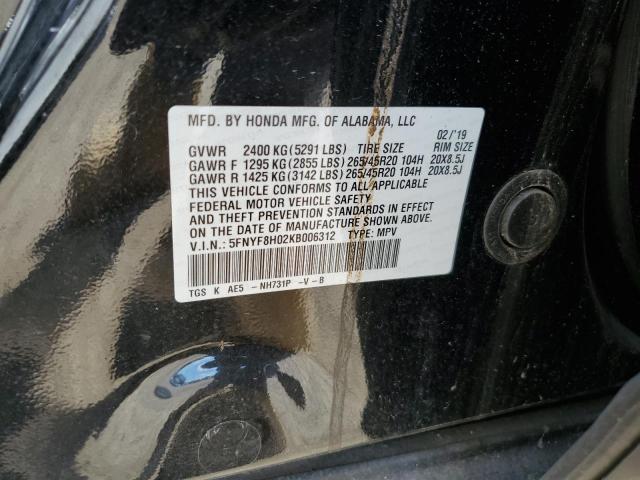 MFD. BY HONDA MFG. OF ALABAMA, LLC
02/'19
GVWR 2400 KG(5291 LBS) TIRE SIZE RIM SIZE
GAWR F 1295 KG(2855 LBS) 265/45R20 104H 20X8.5J
GAWR R 1425 KG(3142 LBS) 265/45R20 104H 20X8.5J
THIS VEHICLE CONFORMS TO ALL APPLICABLE
FEDERAL MOTOR VEHICLE SAFETY
AND THEFT PREVENTION STANDARDS IN EFFECT
ON THE DATE OF MANUFACTURE SHOWN ABOVE.
V.I.N.: 5FNYF8H02KB006312 TYPE: MPV
TGS K AE5 -NH731P -V-B